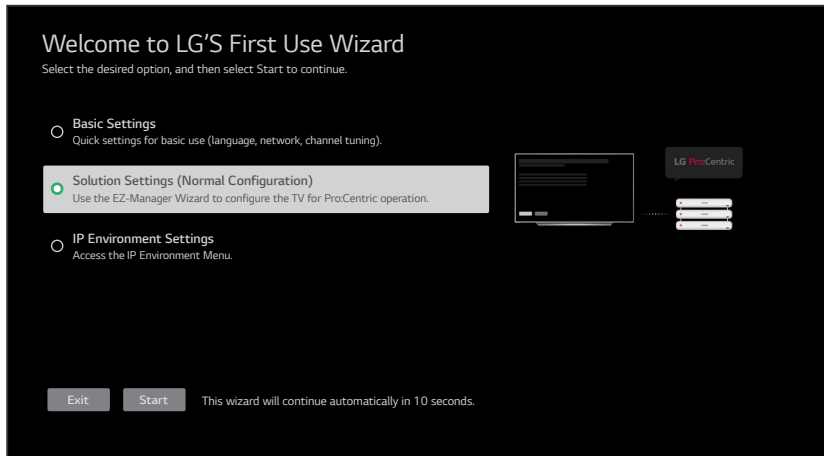 Welcome to LG'S First Use Wizard
Select the desired option, and then select Start to continue.
Basic Settings
Quick settings for basic use (language, network, channel tuning).
Solution Settings (Normal Configuration)
Use the EZ-Manager Wizard to configure the TV for Pro:Centric operation.
IP Environment Settings
Access the IP Environment Menu.
LG Pro:Centric
Exit
Start
This wizard will continue automatically in 10 seconds.